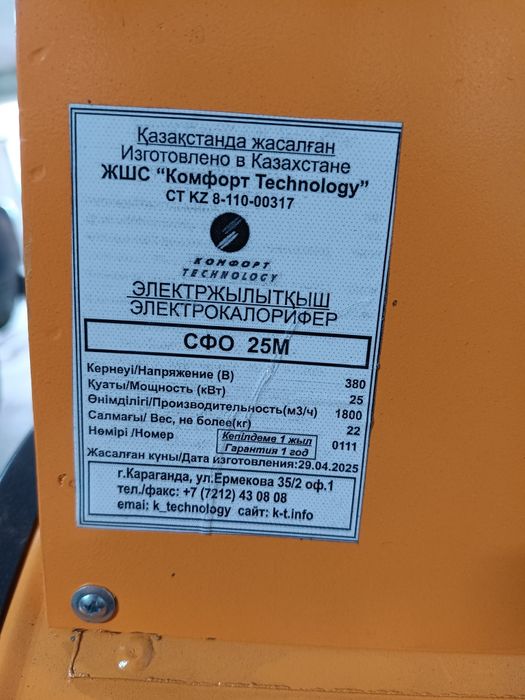 Қазақстанда жасалған
Изготовлено в Казахстане
ЖШС "Комфорт Technology"
СТ KZ 8-110-00317
КОМФОРТ
TECHNOLOGY
ЭЛЕКТРЖЫЛЫТҚЫШ
ЭЛЕКТРОКАЛОРИФЕР
СФО 25М
Кернеуі/Напряжение (В) 380
Қуаты/Мощность (кВт) 25
Өнімділігі/Производительность(м3/ч) 1800
Салмағы/ Вес, не более(кг) 22
Нөмірі /Номер Кепілдеме 1 жыл 0111
Гарантия 1 год
Жасалған күны/Дата изготовления:29.04.2025
г.Караганда, ул.Ермекова 35/2 оф.1
тел./факс: +7 (7212) 43 08 08
emai: k_technology сайт: k-t.info